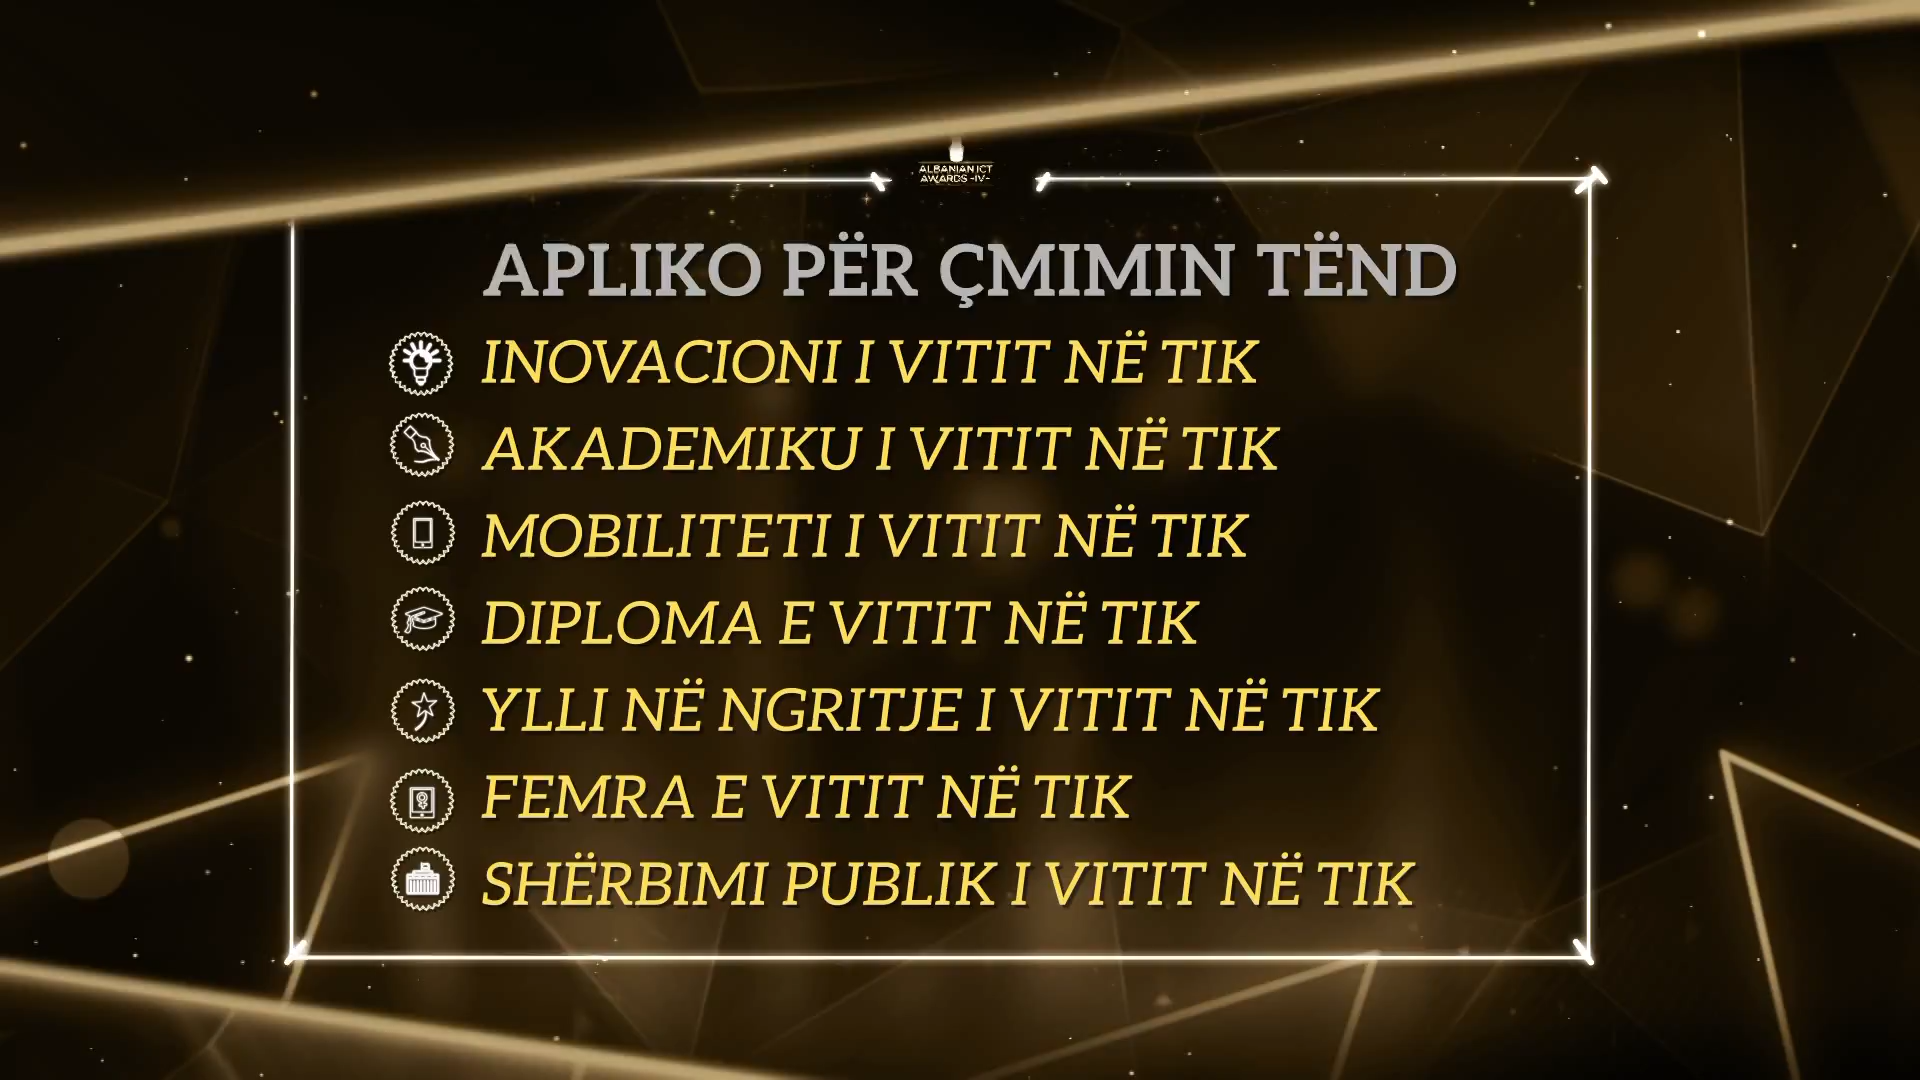 ALBANIAN ICT
AWARDS -IV-
APLIKO PËR ÇMIMIN TËND
INOVACIONI I VITIT NË TIK
AKADEMIKU I VITIT NË TIK
MOBILITETI I VITIT NË TIK
DIPLOMA E VITIT NË TIK
YLLI NË NGRITJE I VITIT NË TIK
FEMRA E VITIT NË TIK
SHËRBIMI PUBLIK I VITIT NË TIK